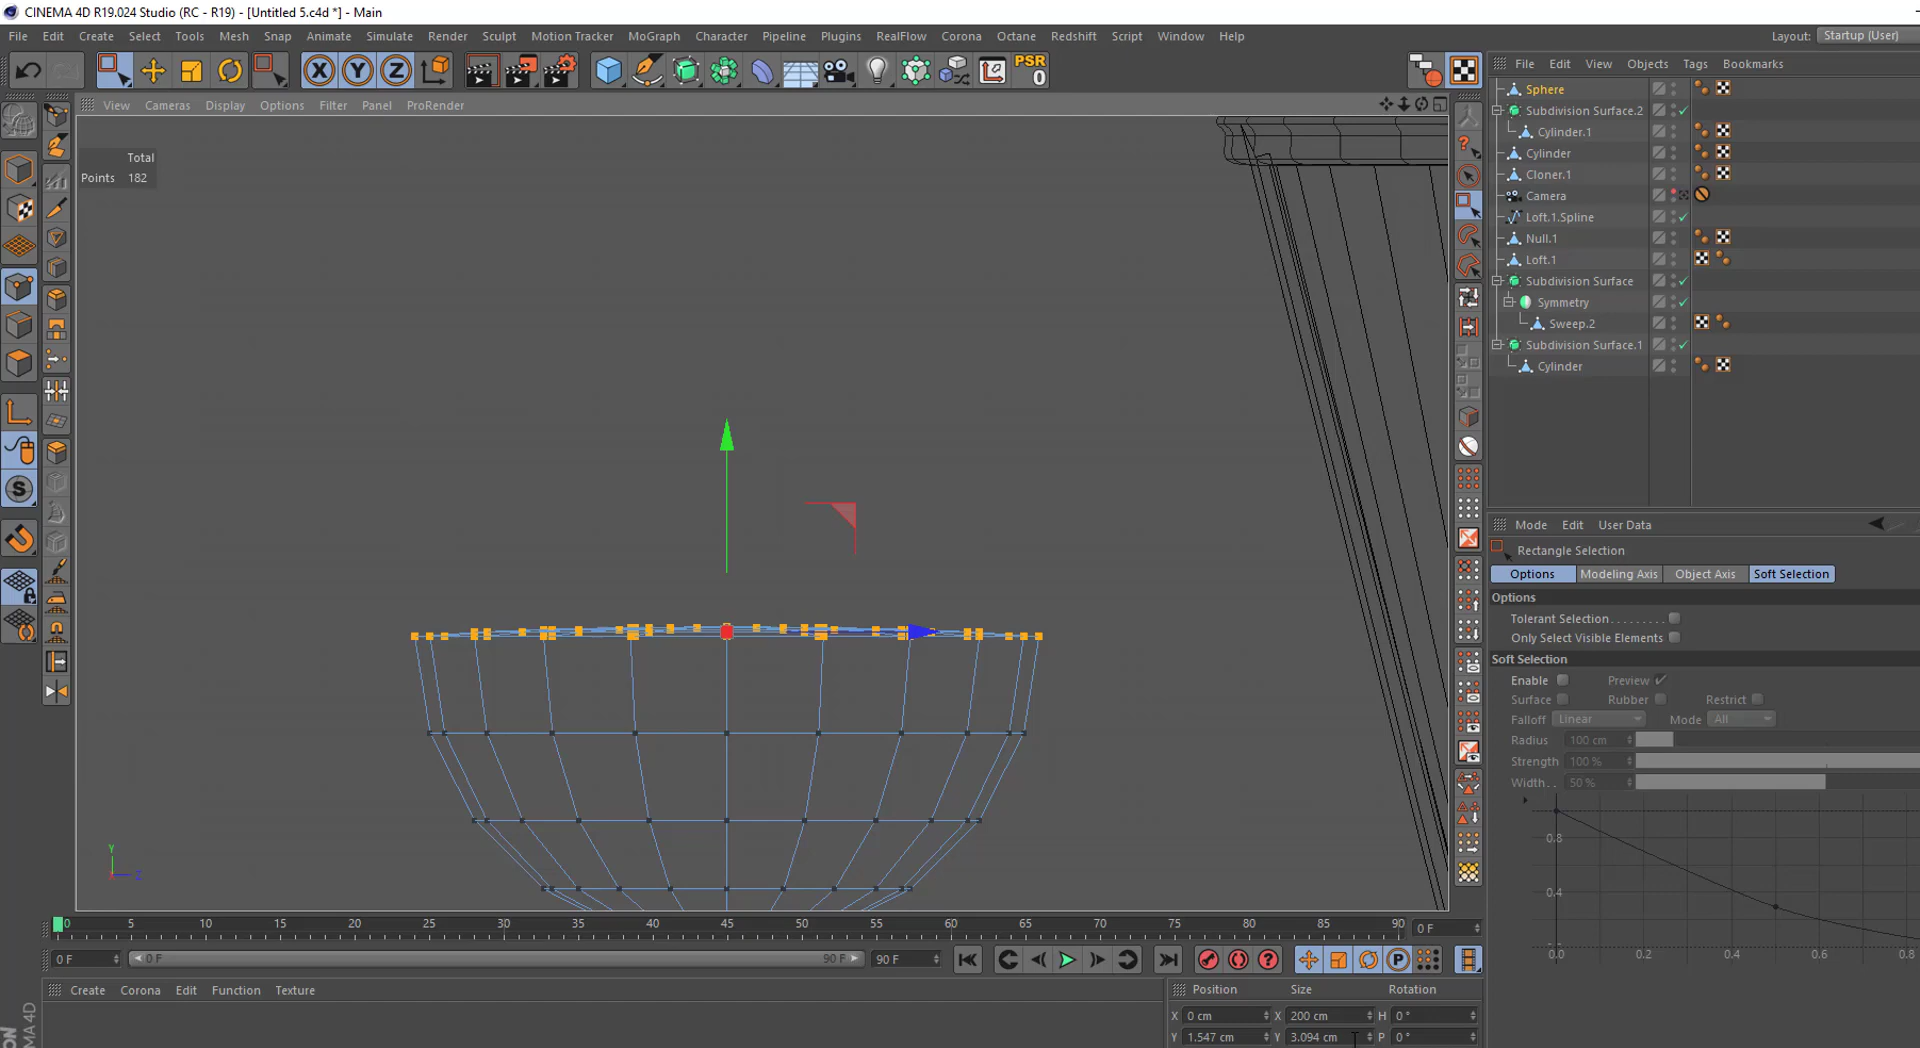 CINEMA 4D R19.024 Studio (RC - R19) - [Untitled 5.c4d *] - Main
File Edit Create Select Tools Mesh Snap Animate Simulate Render Sculpt Motion Tracker MoGraph Character Pipeline Plugins RealFlow Corona Octane Redshift Script Window Help
Layout: Startup (User)
X Y Z PSR
0
File Edit View Objects Tags Bookmarks
View Cameras Display Options Filter Panel ProRender
Total
Points 182
Sphere
Subdivision Surface.2
Cylinder.1
Cylinder
Cloner.1
Camera
Loft.1.Spline
Null.1
Loft.1
Subdivision Surface
Symmetry
Sweep.2
Subdivision Surface.1
Cylinder
S
Mode Edit User Data
Rectangle Selection
Options Modeling Axis Object Axis Soft Selection
Options
Tolerant Selection
Only Select Visible Elements
Soft Selection
Enable Preview
Surface Rubber Restrict
Falloff Linear Mode All
Radius 100 cm
Strength 100 %
Width 50 %
0.8
0.4
0.0 0.2 0.4 0.6 0.8
Y
Z
0 5 10 15 20 25 30 35 40 45 50 55 60 65 70 75 80 85 90 0 F
0 F 0 F 90 F 90 F P
Create Corona Edit Function Texture
Position Size Rotation
X 0 cm X 200 cm H 0 °
Y 1.547 cm Y 3.094 cm P 0 °
MA 4D